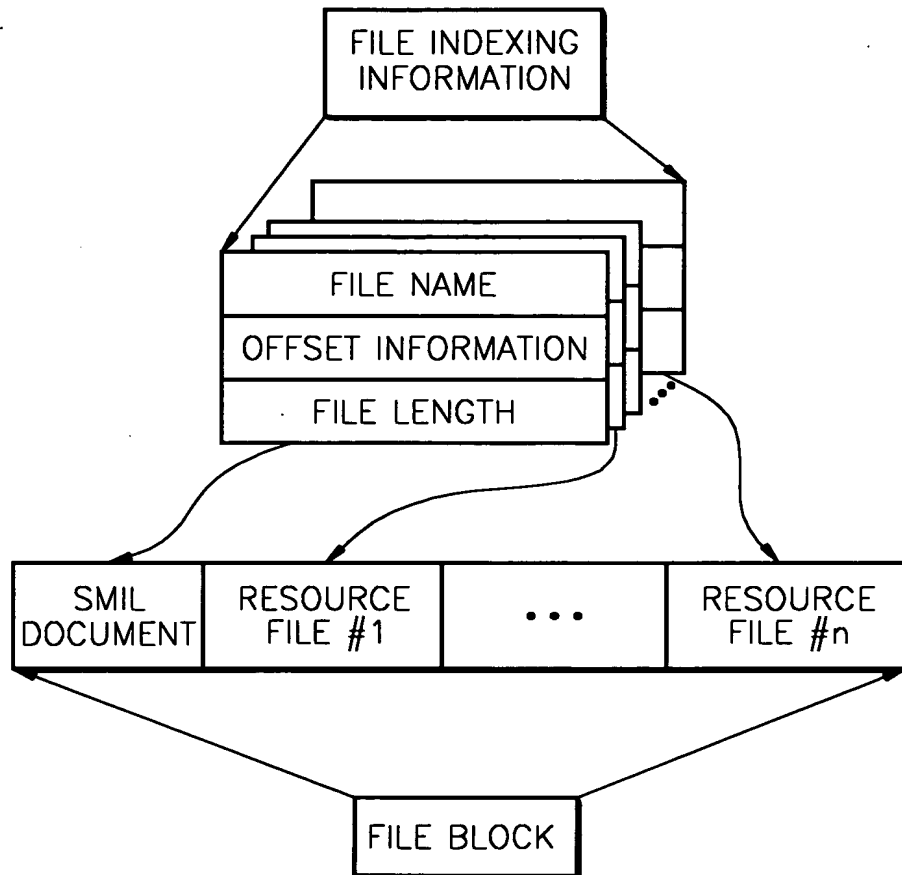 FILE INDEXING
INFORMATION
FILE NAME
OFFSET INFORMATION
FILE LENGTH
SMIL
DOCUMENT
RESOURCE
FILE #1
• • •
RESOURCE
FILE #n
FILE BLOCK